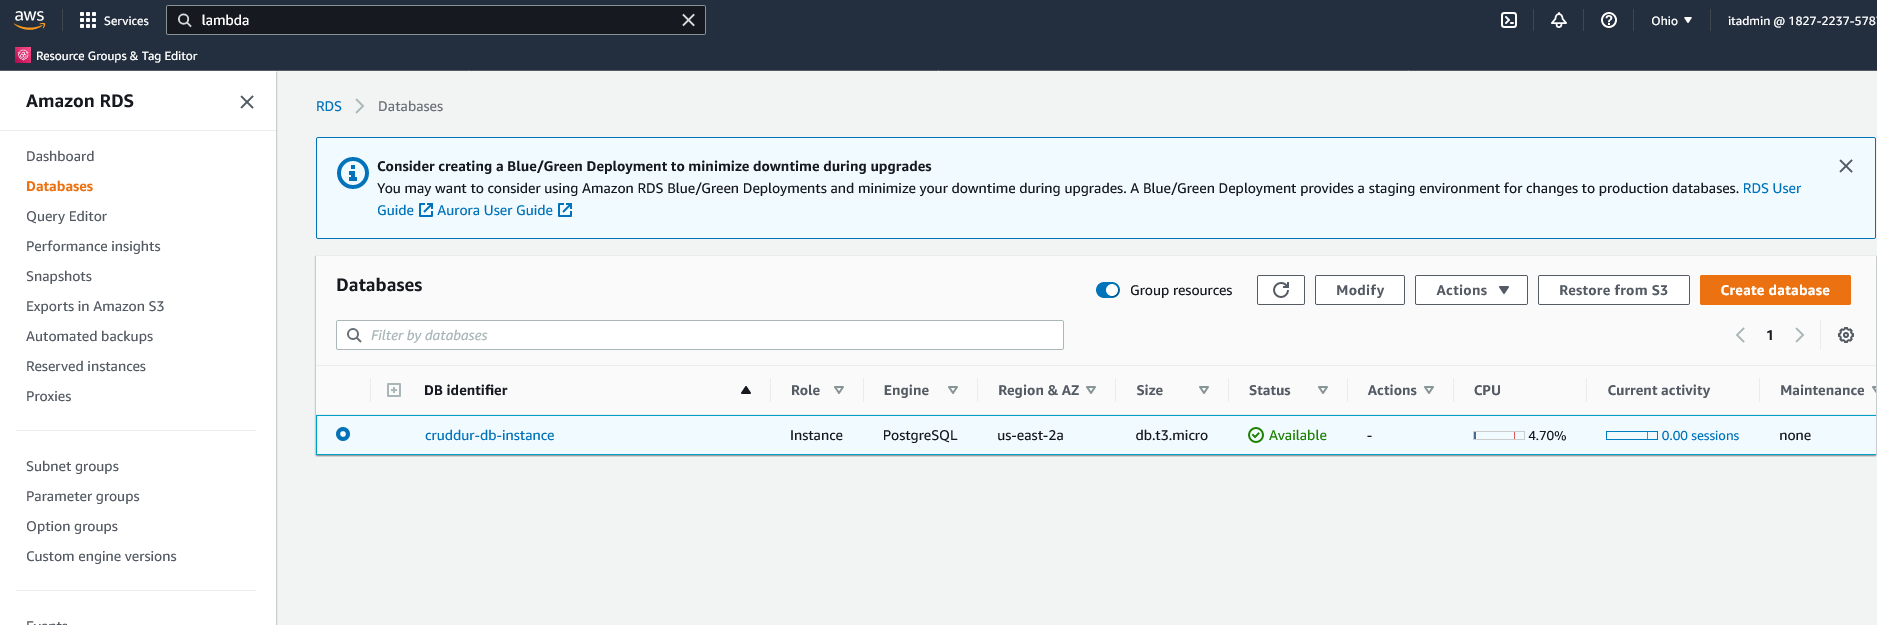 aws
Services
lambda
Ohio
itadmin @ 1827-2237-578
Resource Groups & Tag Editor
Amazon RDS
Dashboard
Databases
Query Editor
Performance insights
Snapshots
Exports in Amazon S3
Automated backups
Reserved instances
Proxies
Subnet groups
Parameter groups
Option groups
Custom engine versions
Events
RDS
Databases
Consider creating a Blue/Green Deployment to minimize downtime during upgrades
You may want to consider using Amazon RDS Blue/Green Deployments and minimize your downtime during upgrades. A Blue/Green Deployment provides a staging environment for changes to production databases. RDS User
Guide Aurora User Guide
Databases
Group resources
Modify
Actions
Restore from S3
Create database
Filter by databases
1
DB identifier Role Engine Region & AZ Size Status Actions CPU Current activity Maintenance
cruddur-db-instance Instance PostgreSQL us-east-2a db.t3.micro Available - 4.70% 0.00 sessions none